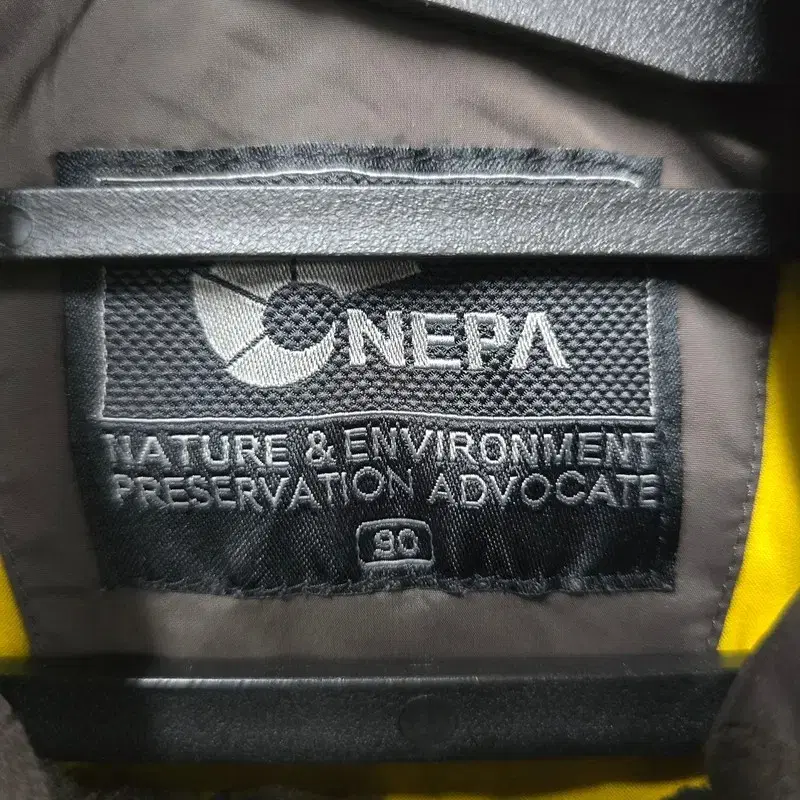 NEPA
NATURE & ENVIRONMENT
PRESERVATION ADVOCATE
90